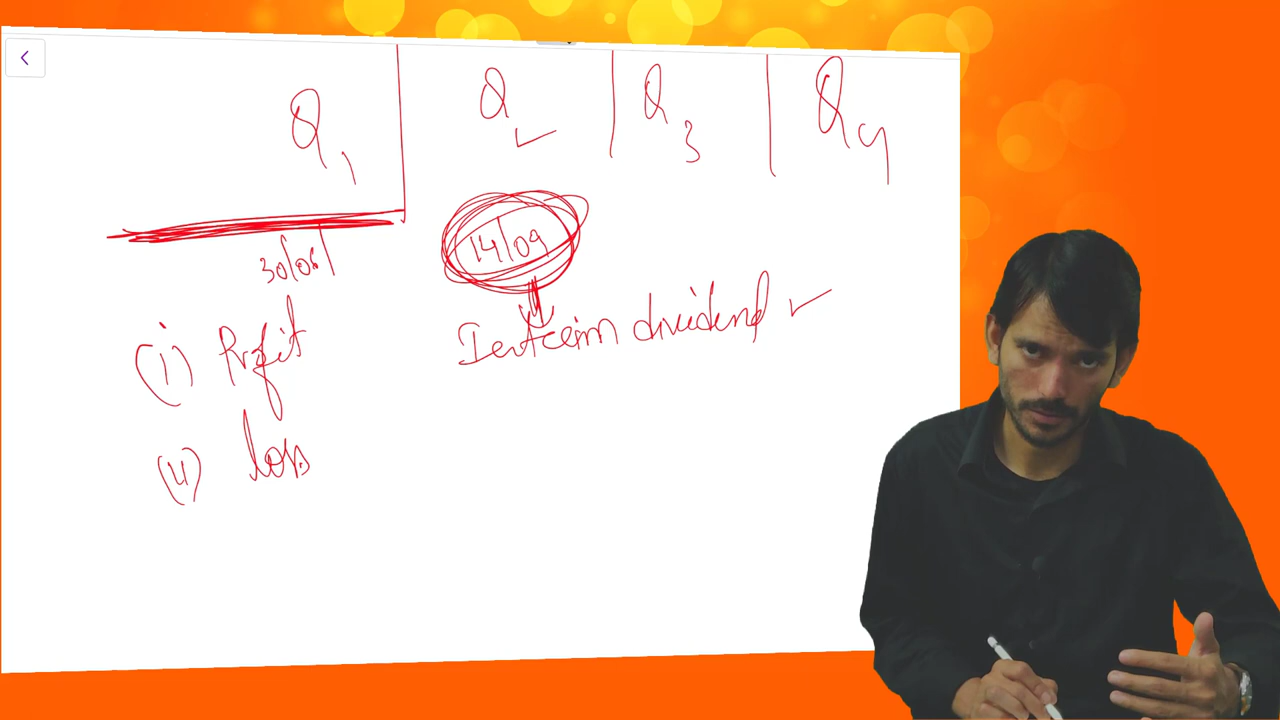 Q1 Q2 Q3 Q4
30/06/ 14/09
(i) Profit
Interim dividend
(ii) loss